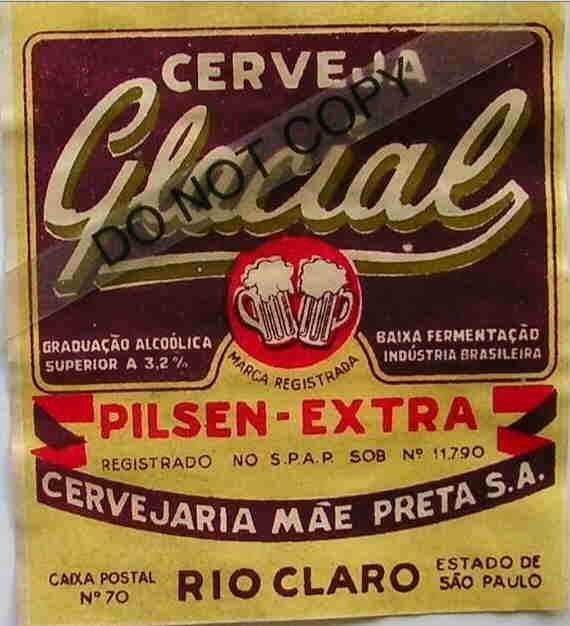 CERVEJA
Glacial
DO NOT COPY
GRADUAÇÃO ALCOÓLICA
SUPERIOR A 3,2%
BAIXA FERMENTAÇÃO
INDÚSTRIA BRASILEIRA
MARCA REGISTRADA
PILSEN-EXTRA
REGISTRADO NO S.P.A.P. SOB Nº 11.790
CERVEJARIA MÃE PRETA S.A.
CAIXA POSTAL
Nº 70
RIO CLARO
ESTADO DE
SÃO PAULO